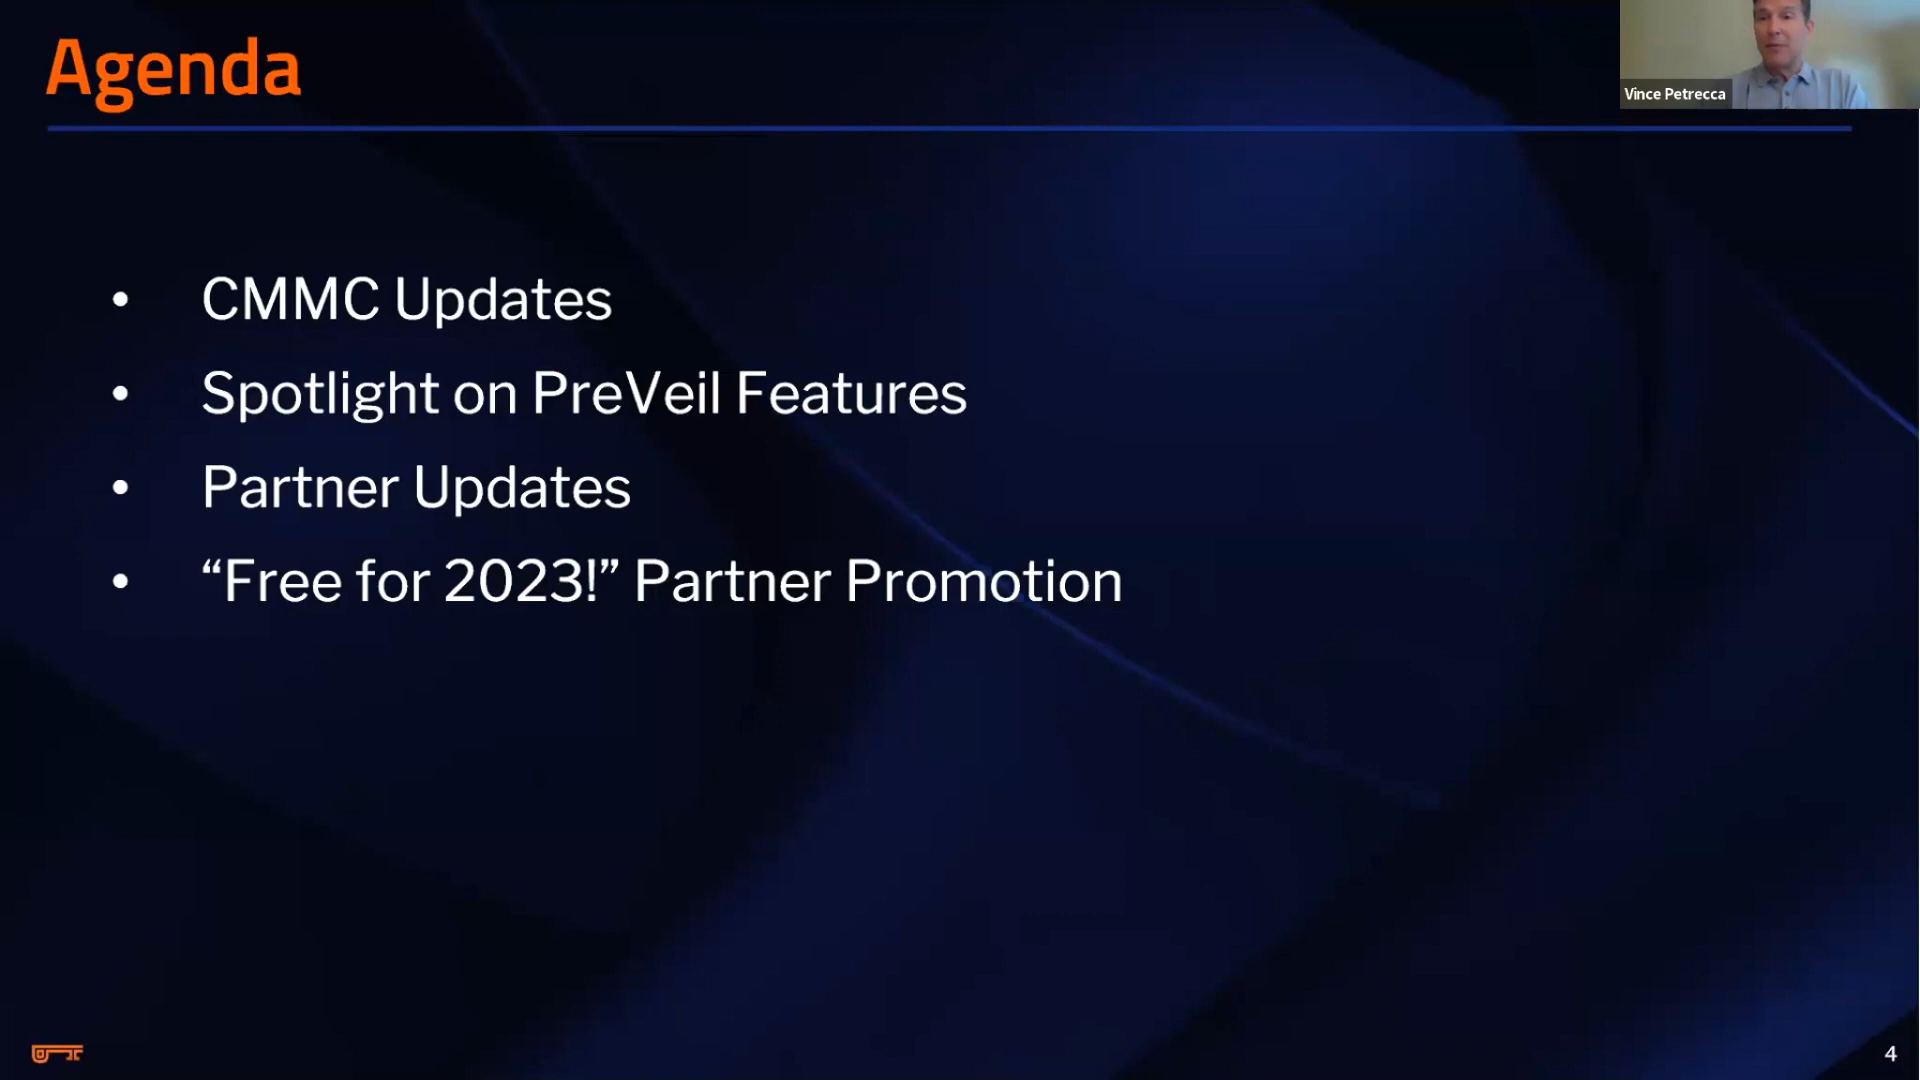 Agenda
Vince Petrecca
• CMMC Updates
• Spotlight on PreVeil Features
• Partner Updates
• “Free for 2023!” Partner Promotion
4